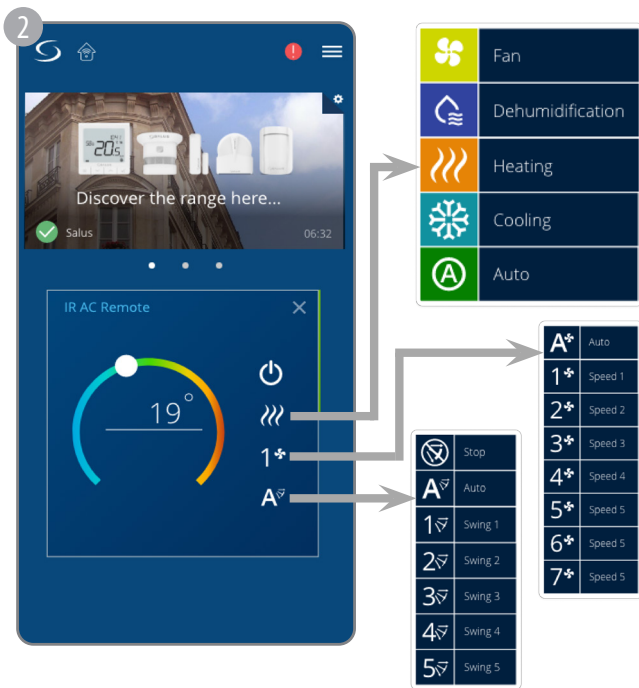 2
20.5
Discover the range here...
Salus
06:32
IR AC Remote
19°
1
A
Fan
Dehumidification
Heating
Cooling
A
Auto
A
Auto
1
Speed 1
2
Speed 2
3
Speed 3
4
Speed 4
5
Speed 5
6
Speed 5
7
Speed 5
Stop
A
Auto
1
Swing 1
2
Swing 2
3
Swing 3
4
Swing 4
5
Swing 5